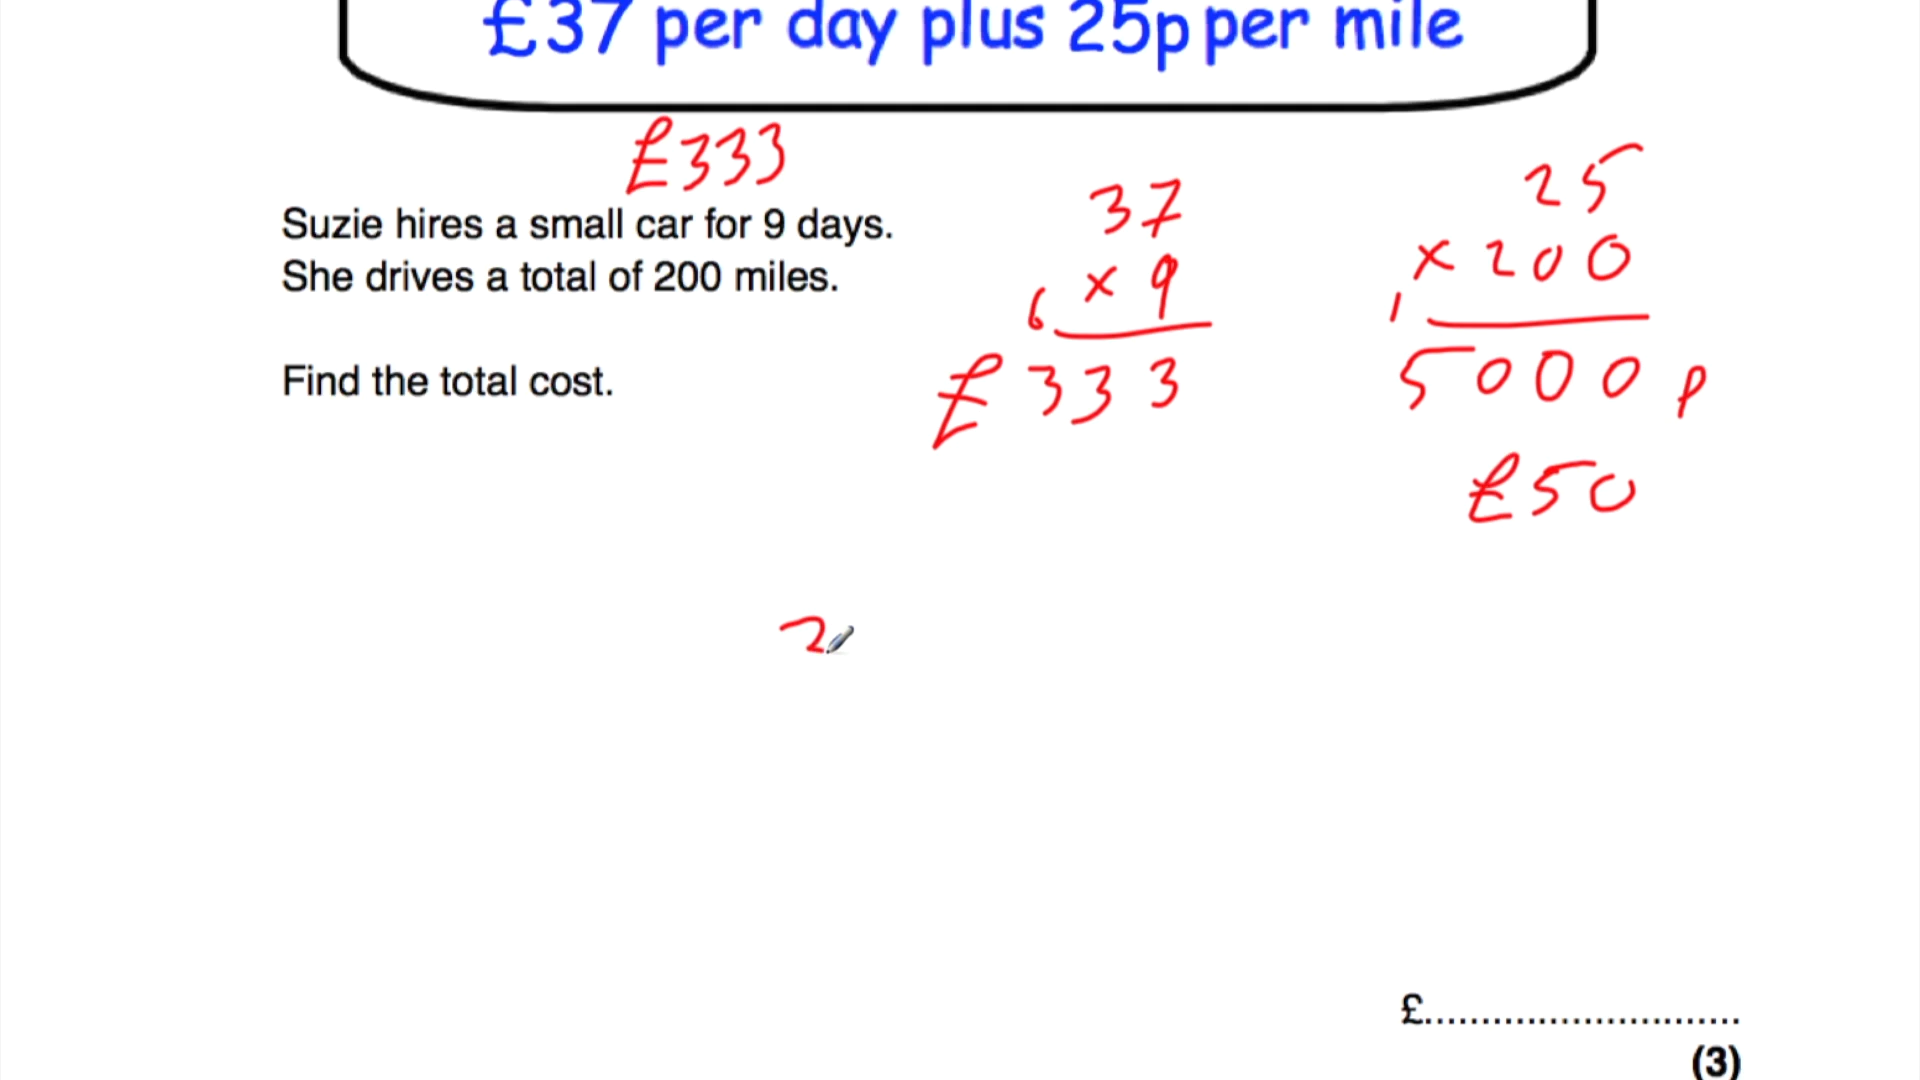 £37 per day plus 25p per mile
£333
Suzie hires a small car for 9 days.
She drives a total of 200 miles.
Find the total cost.
37
× 9
6
£333
25
× 200
1
5000 p
£50
£............................
(3)